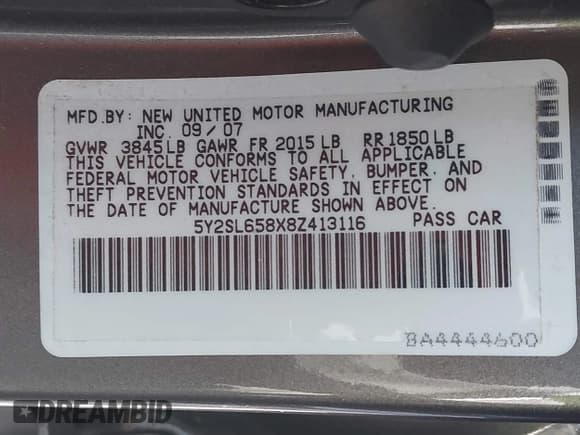 MFD.BY: NEW UNITED MOTOR MANUFACTURING
INC. 09/07
GVWR 3845LB GAWR FR 2015LB RR1850LB
THIS VEHICLE CONFORMS TO ALL APPLICABLE
FEDERAL MOTOR VEHICLE SAFETY, BUMPER, AND
THEFT PREVENTION STANDARDS IN EFFECT ON
THE DATE OF MANUFACTURE SHOWN ABOVE.
5Y2SL658X8Z413116 PASS CAR
BA4444600
DREAMBID